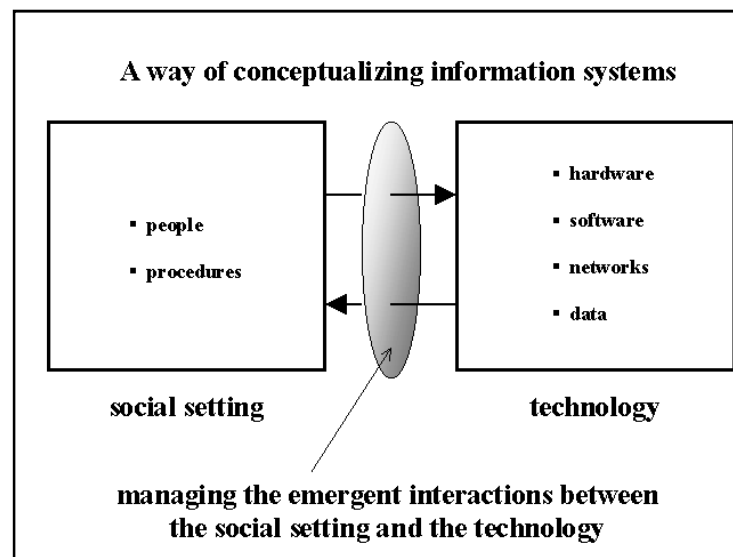 A way of conceptualizing information systems
▪ people
▪ procedures
▪ hardware
▪ software
▪ networks
▪ data
social setting
technology
managing the emergent interactions between
the social setting and the technology